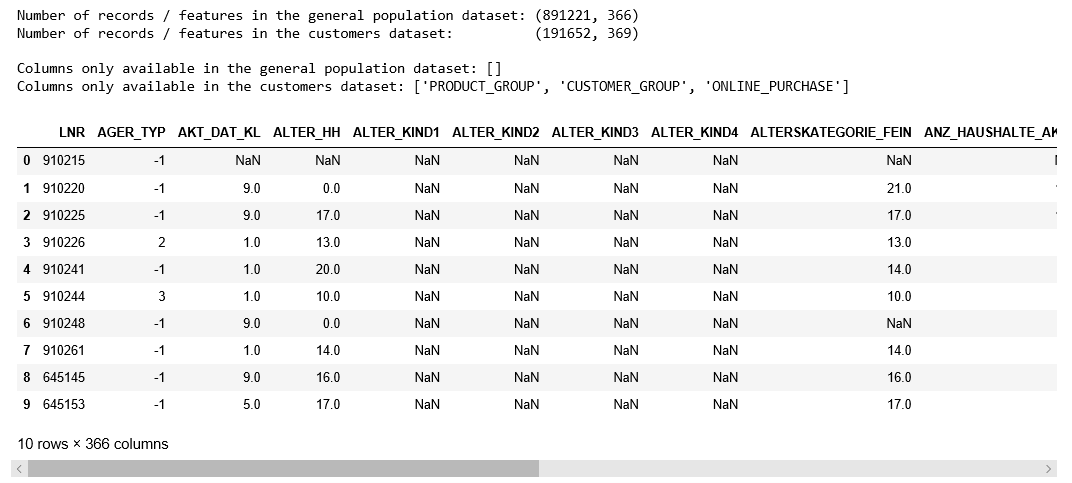 Number of records / features in the general population dataset: (891221, 366)
Number of records / features in the customers dataset: (191652, 369)
Columns only available in the general population dataset: []
Columns only available in the customers dataset: ['PRODUCT_GROUP', 'CUSTOMER_GROUP', 'ONLINE_PURCHASE']
LNR AGER_TYP AKT_DAT_KL ALTER_HH ALTER_KIND1 ALTER_KIND2 ALTER_KIND3 ALTER_KIND4 ALTERSKATEGORIE_FEIN
0 910215 -1 NaN NaN NaN NaN NaN NaN NaN
1 910220 -1 9.0 0.0 NaN NaN NaN NaN 21.0
2 910225 -1 9.0 17.0 NaN NaN NaN NaN 17.0
3 910226 2 1.0 13.0 NaN NaN NaN NaN 13.0
4 910241 -1 1.0 20.0 NaN NaN NaN NaN 14.0
5 910244 3 1.0 10.0 NaN NaN NaN NaN 10.0
6 910248 -1 9.0 0.0 NaN NaN NaN NaN NaN
7 910261 -1 1.0 14.0 NaN NaN NaN NaN 14.0
8 645145 -1 9.0 16.0 NaN NaN NaN NaN 16.0
9 645153 -1 5.0 17.0 NaN NaN NaN NaN 17.0
10 rows × 366 columns